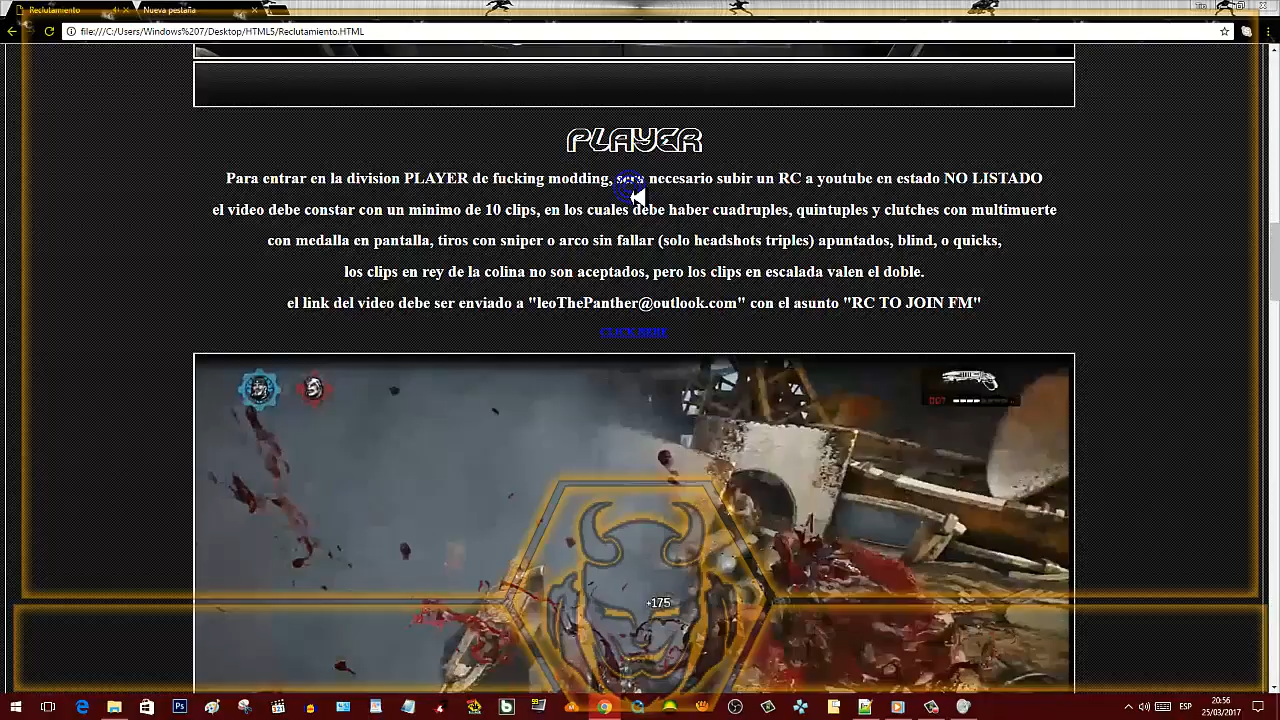 Reclutamiento
Nueva pestaña
file:///C:/Users/Windows%207/Desktop/HTML5/Reclutamiento.HTML
PLAYER
Para entrar en la division PLAYER de fucking modding, necesario subir un RC a youtube en estado NO LISTADO
el video debe constar con un minimo de 10 clips, en los cuales debe haber cuadruples, quintuples y clutches con multimuerte
con medalla en pantalla, tiros con sniper o arco sin fallar (solo headshots triples) apuntados, blind, o quicks,
los clips en rey de la colina no son aceptados, pero los clips en escalada valen el doble.
el link del video debe ser enviado a "leoThePanther@outlook.com" con el asunto "RC TO JOIN FM"
CLICK HERE
+175
ESP
20:56
25/03/2017